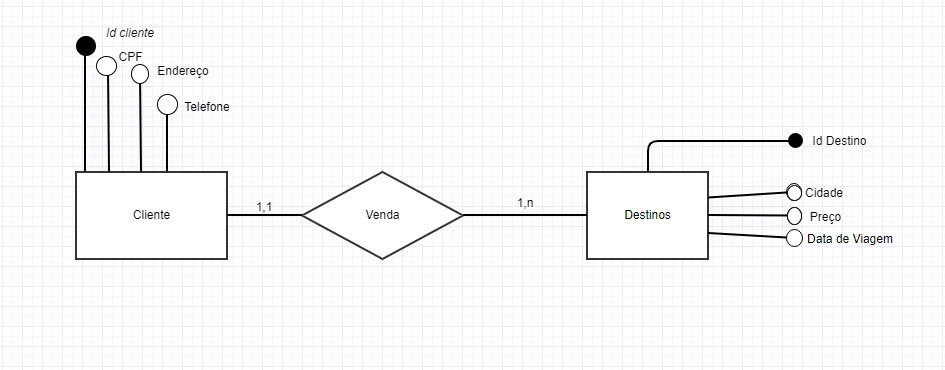 Id cliente
CPF
Endereço
Telefone
Id Destino
Cliente
1,1
Venda
1,n
Destinos
Cidade
Preço
Data de Viagem